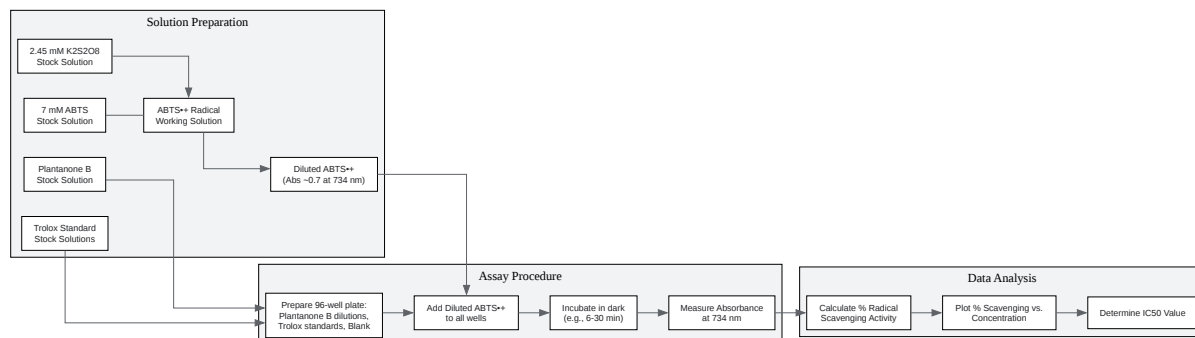 Solution Preparation
2.45 mM K2S2O8
Stock Solution
7 mM ABTS
Stock Solution
ABTS•+ Radical
Working Solution
Plantanone B
Stock Solution
Diluted ABTS•+
(Abs ~0.7 at 734 nm)
Trolox Standard
Stock Solutions
Assay Procedure
Prepare 96-well plate:
Plantanone B dilutions,
Trolox standards, Blank
Add Diluted ABTS•+
to all wells
Incubate in dark
(e.g., 6-30 min)
Measure Absorbance
at 734 nm
Data Analysis
Calculate % Radical
Scavenging Activity
Plot % Scavenging vs.
Concentration
Determine IC50 Value